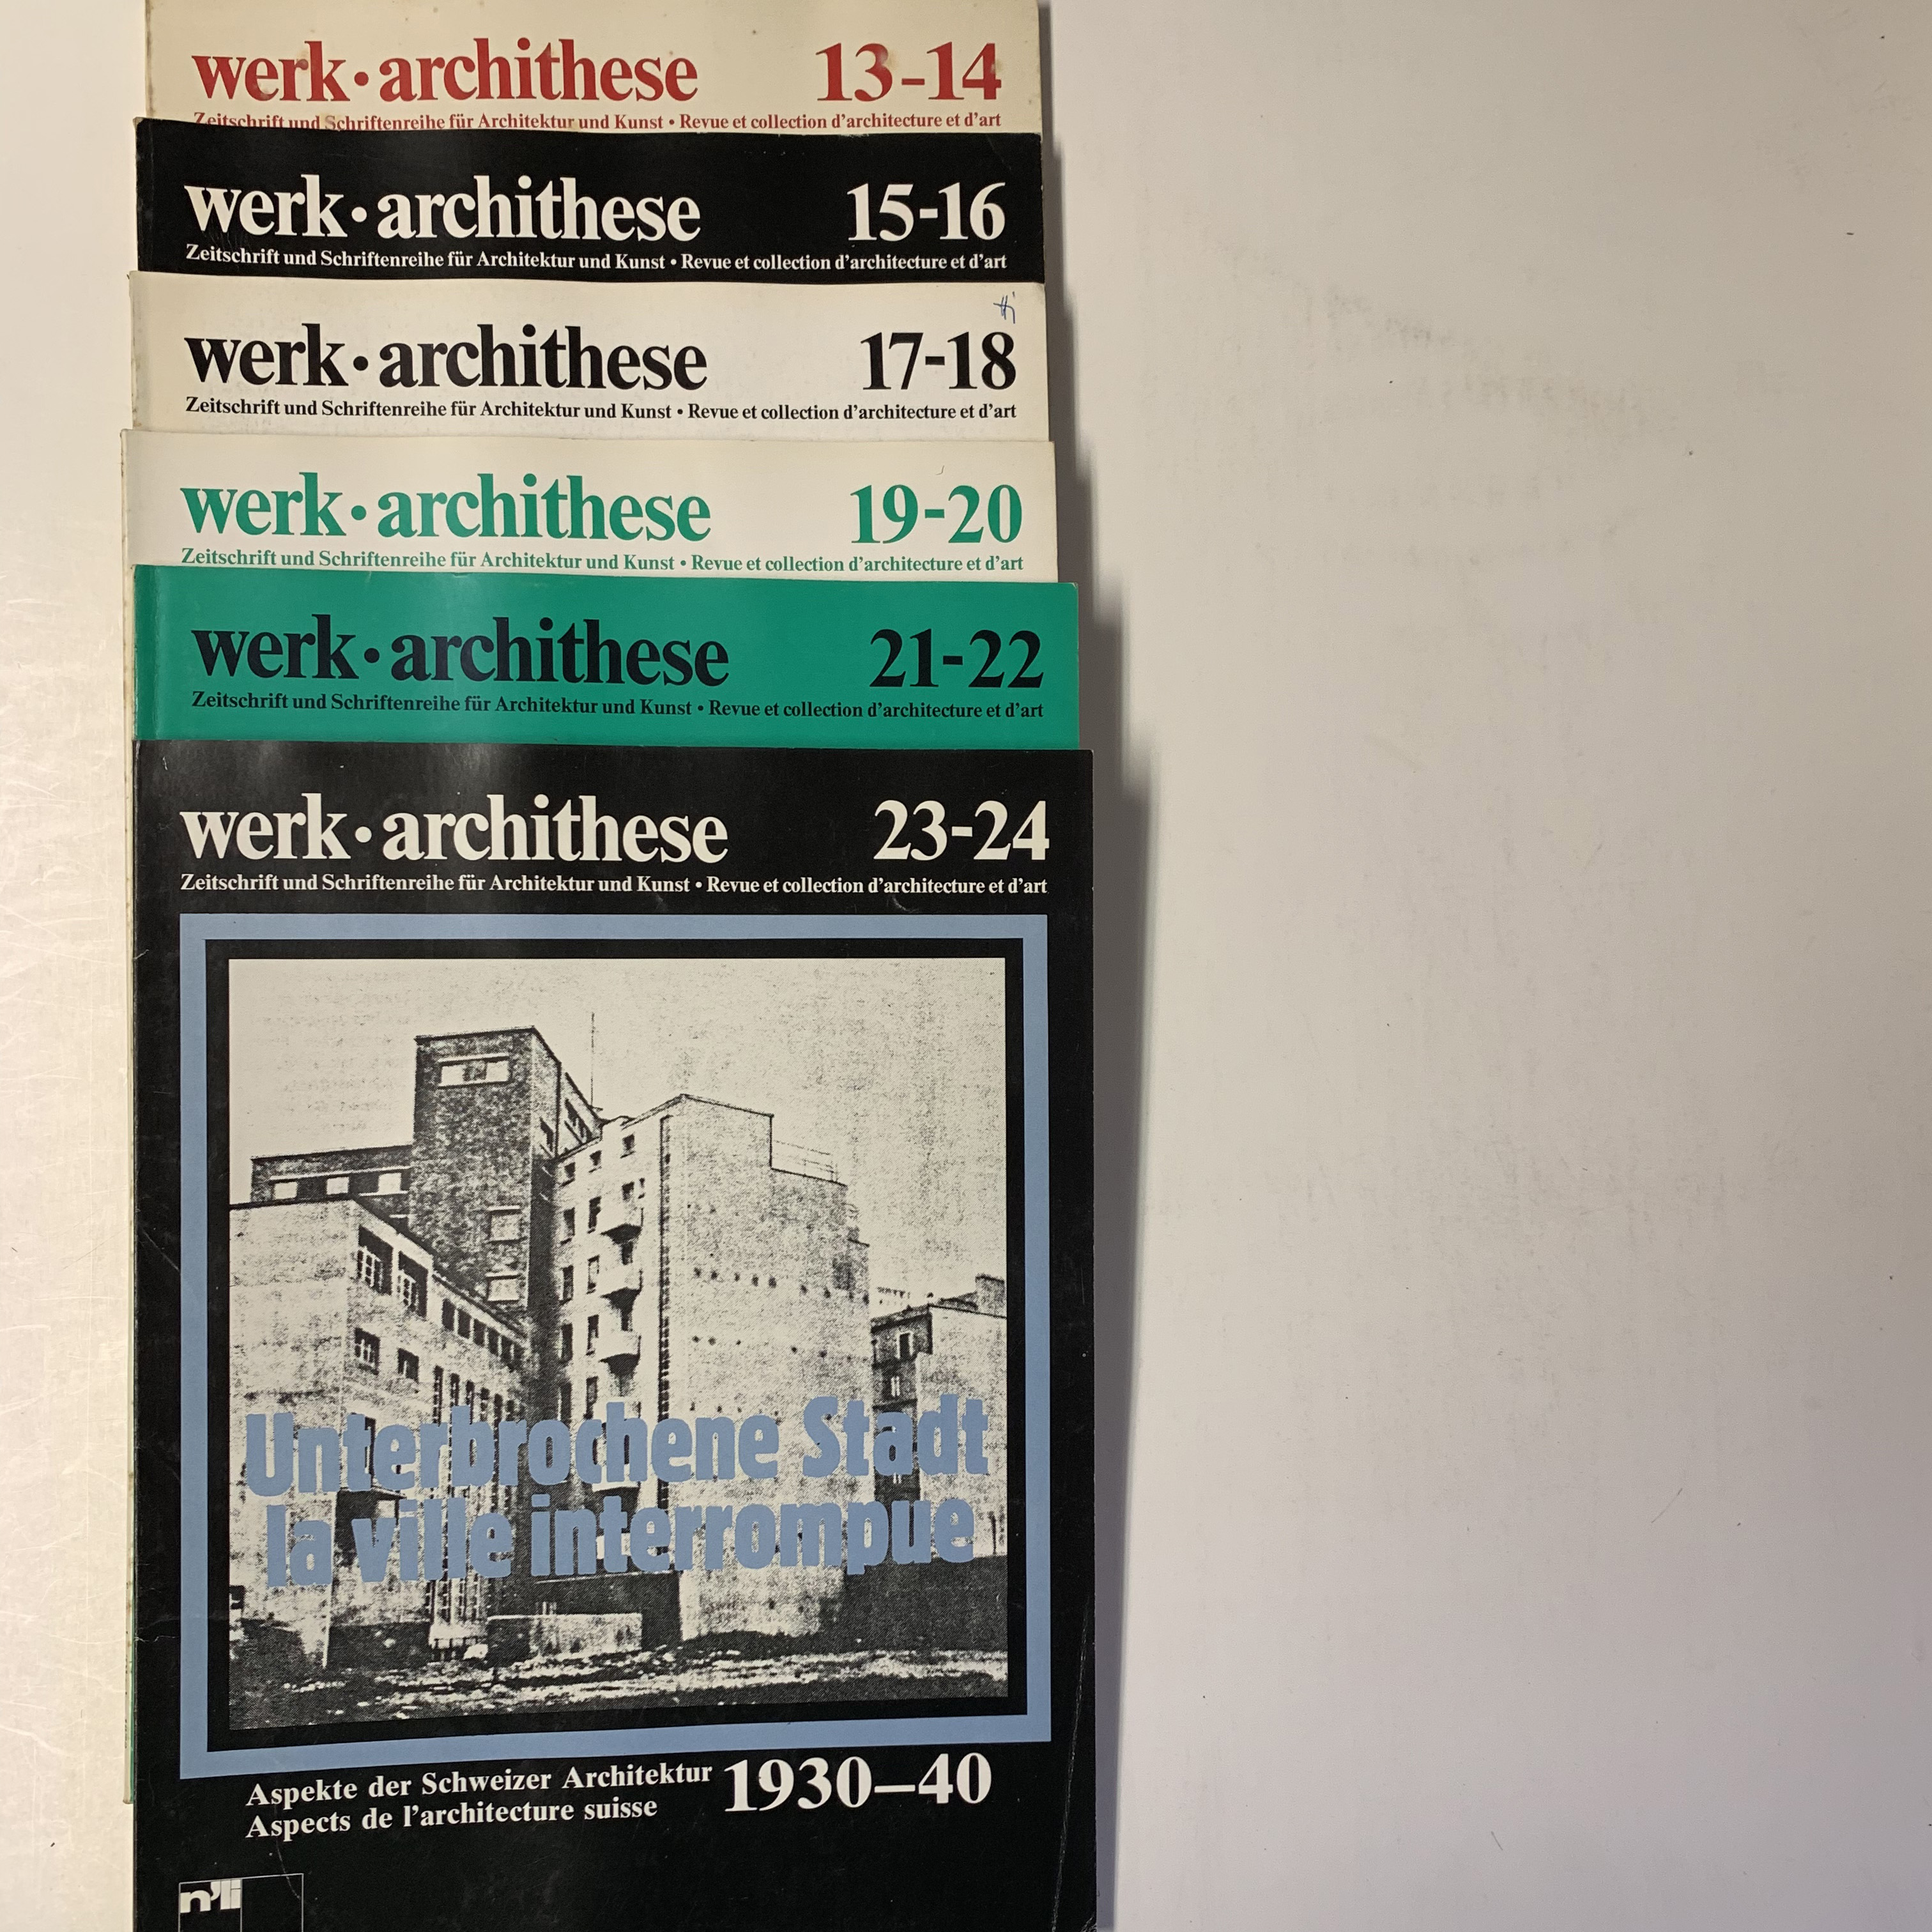 werk·archithese 13-14
Zeitschrift und Schriftenreihe für Architektur und Kunst • Revue et collection d'architecture et d'art
werk·archithese 15-16
Zeitschrift und Schriftenreihe für Architektur und Kunst • Revue et collection d'architecture et d'art
werk·archithese 17-18
Zeitschrift und Schriftenreihe für Architektur und Kunst • Revue et collection d'architecture et d'art
werk·archithese 19-20
Zeitschrift und Schriftenreihe für Architektur und Kunst • Revue et collection d'architecture et d'art
werk·archithese 21-22
Zeitschrift und Schriftenreihe für Architektur und Kunst • Revue et collection d'architecture et d'art
werk·archithese 23-24
Zeitschrift und Schriftenreihe für Architektur und Kunst • Revue et collection d'architecture et d'art
Unterbrochene Stadt
la ville interrompue
Aspekte der Schweizer Architektur 1930–40
Aspects de l'architecture suisse
n'li